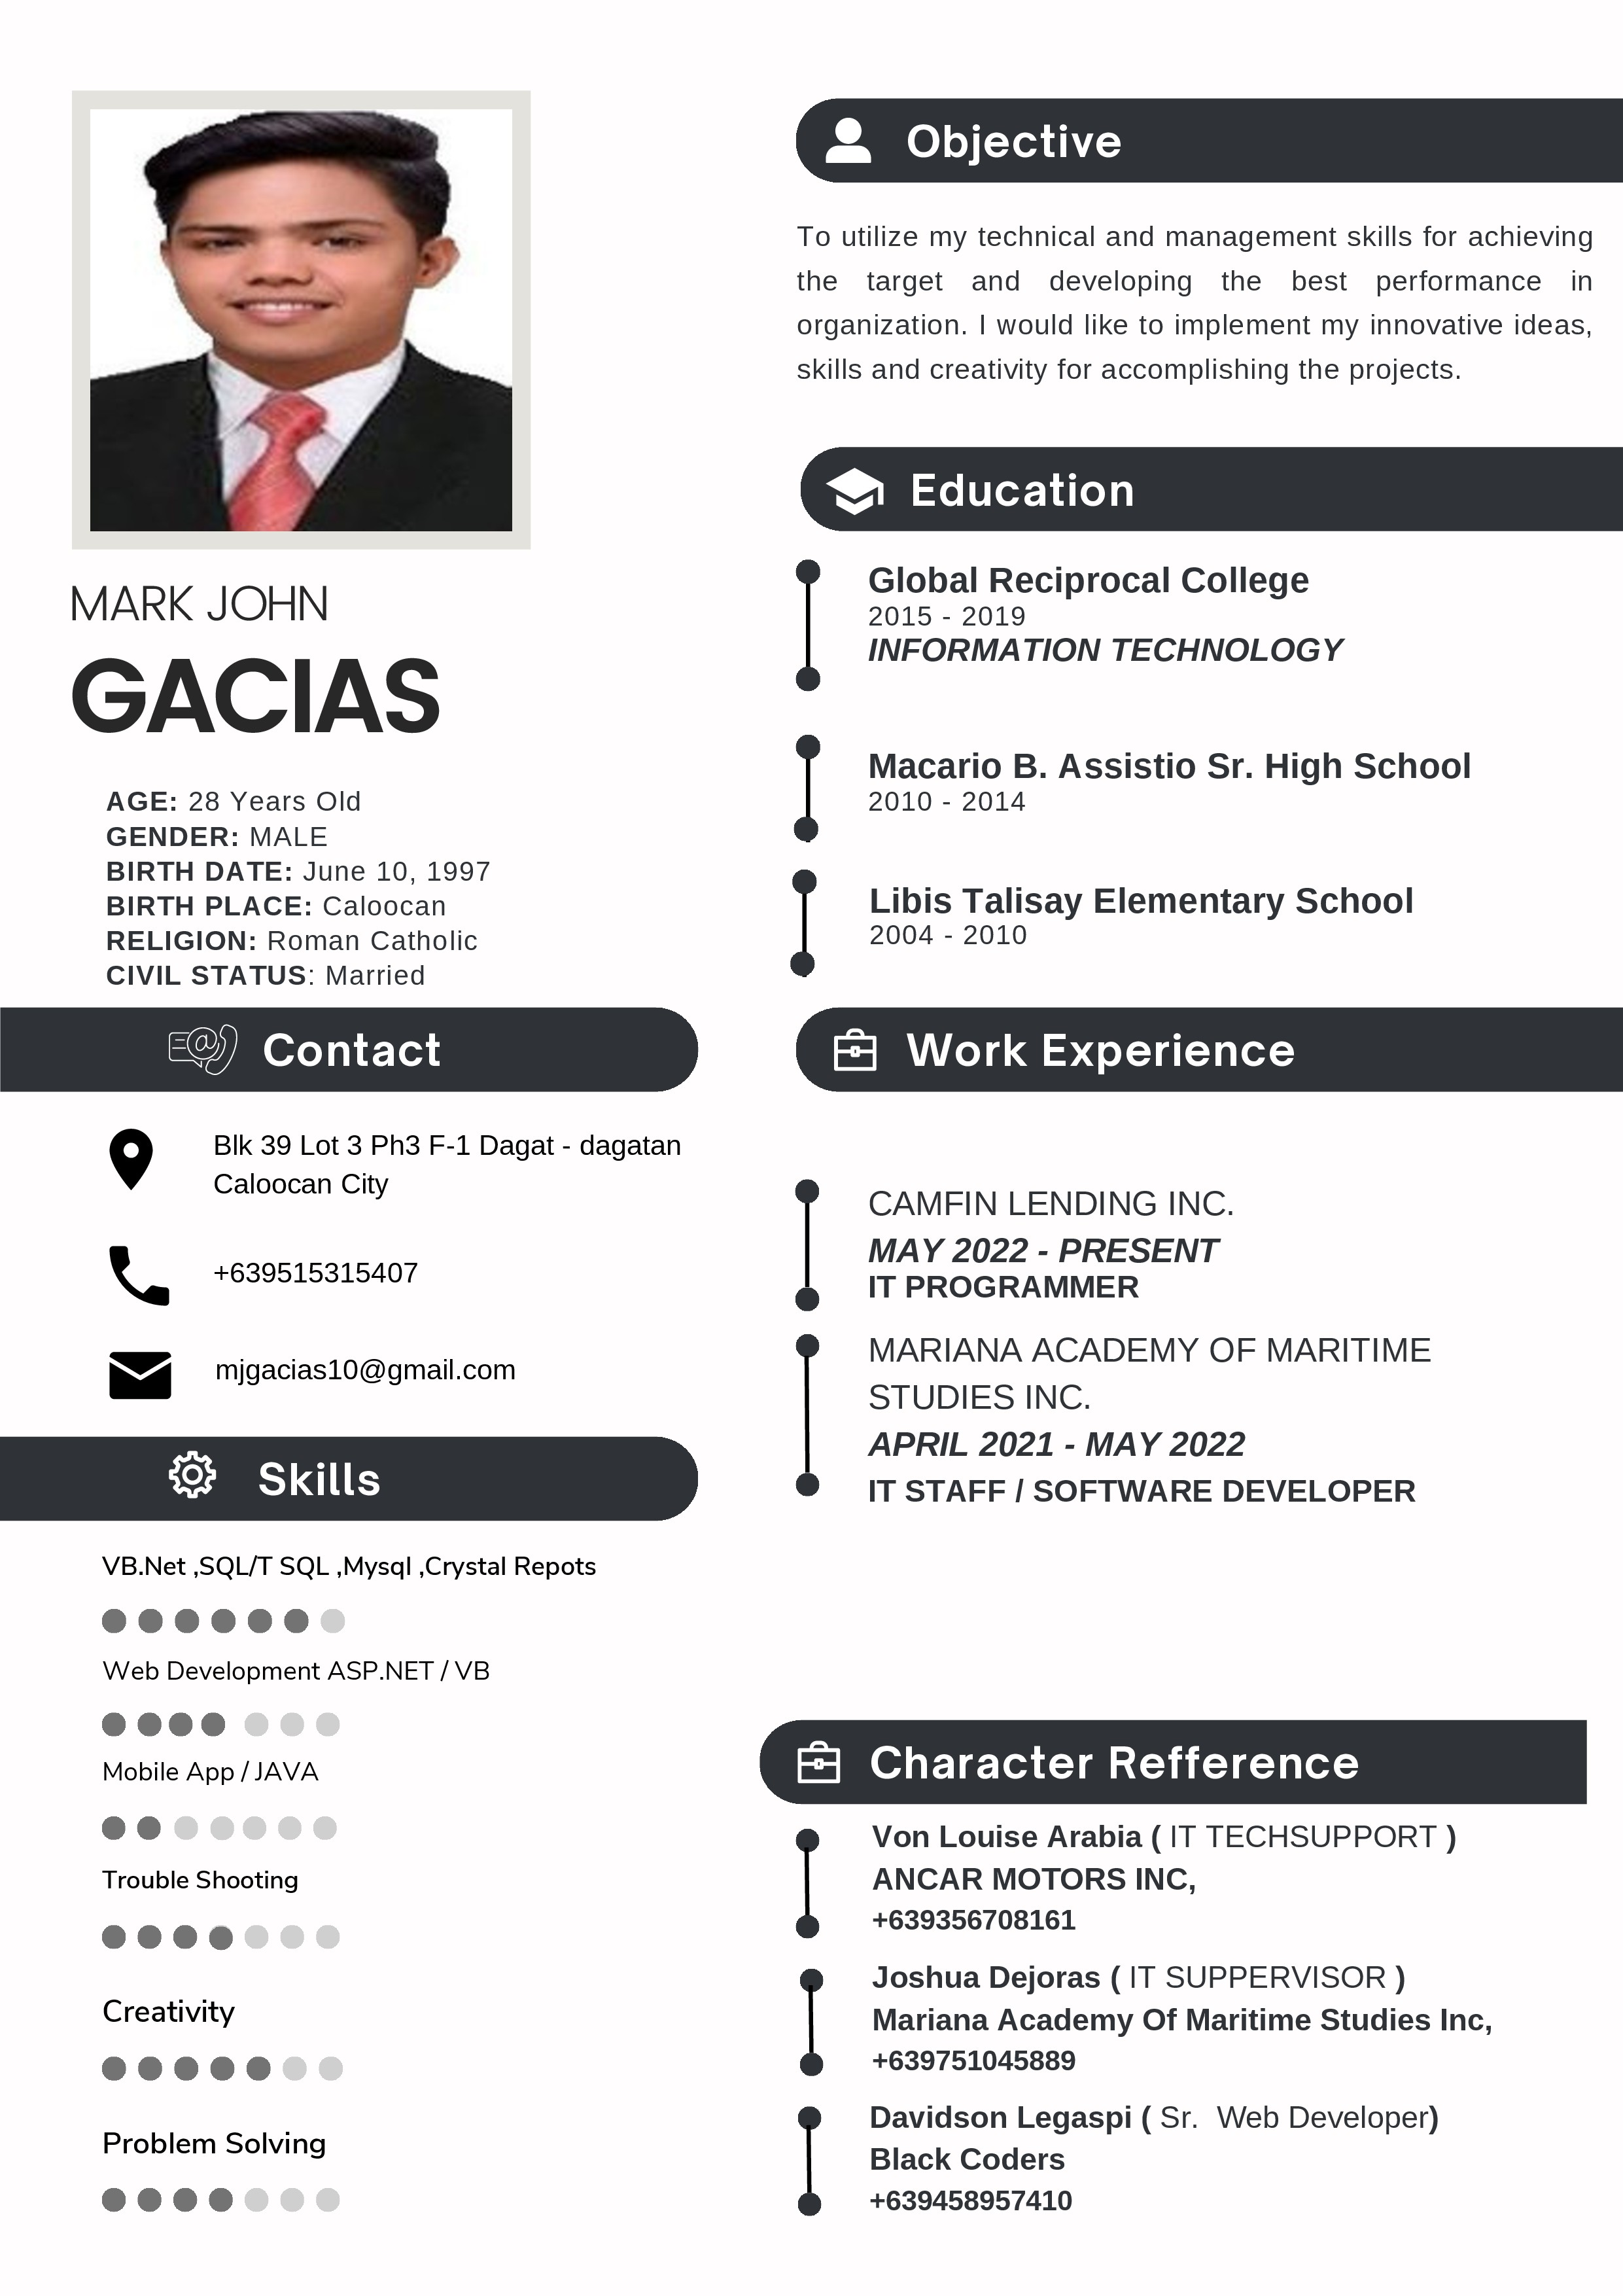 MARK JOHN
GACIAS
AGE: 28 Years Old
GENDER: MALE
BIRTH DATE: June 10, 1997
BIRTH PLACE: Caloocan
RELIGION: Roman Catholic
CIVIL STATUS: Married
Contact
Blk 39 Lot 3 Ph3 F-1 Dagat - dagatan
Caloocan City
+639515315407
mjgacias10@gmail.com
Skills
VB.Net ,SQL/T SQL ,Mysql ,Crystal Repots
Web Development ASP.NET / VB
Mobile App / JAVA
Trouble Shooting
Creativity
Problem Solving
Objective
To utilize my technical and management skills for achieving
the target and developing the best performance in
organization. I would like to implement my innovative ideas,
skills and creativity for accomplishing the projects.
Education
Global Reciprocal College
2015 - 2019
INFORMATION TECHNOLOGY
Macario B. Assistio Sr. High School
2010 - 2014
Libis Talisay Elementary School
2004 - 2010
Work Experience
CAMFIN LENDING INC.
MAY 2022 - PRESENT
IT PROGRAMMER
MARIANA ACADEMY OF MARITIME
STUDIES INC.
APRIL 2021 - MAY 2022
IT STAFF / SOFTWARE DEVELOPER
Character Refference
Von Louise Arabia ( IT TECHSUPPORT )
ANCAR MOTORS INC,
+639356708161
Joshua Dejoras ( IT SUPPERVISOR )
Mariana Academy Of Maritime Studies Inc,
+639751045889
Davidson Legaspi ( Sr.  Web Developer)
Black Coders
+639458957410